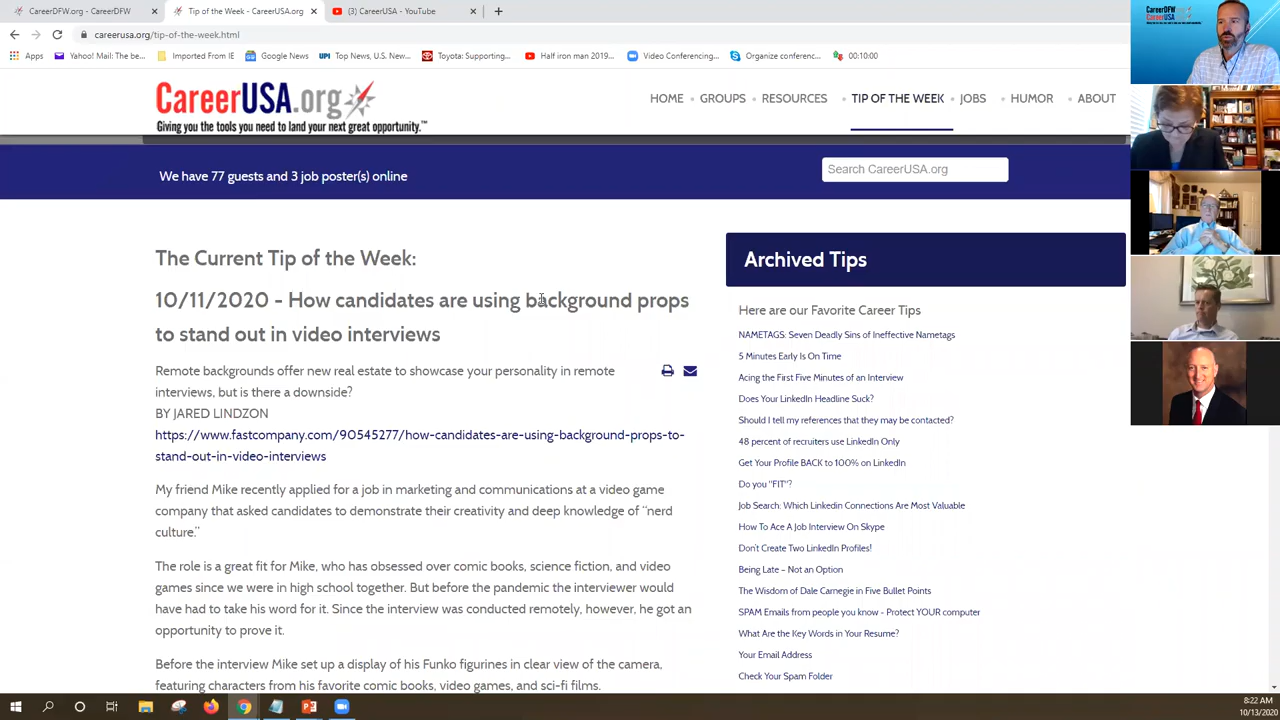 CareerDFW.org - CareerDFW
Tip of the Week - CareerUSA.org
(3) CareerUSA - YouTube
careerusa.org/tip-of-the-week.html
Apps
Yahoo! Mail: The be...
Imported From IE
Google News
UPI Top News, U.S. New...
Toyota: Supporting...
Half iron man 2019...
Video Conferencing,...
Organize conferenc...
00:10:00
CareerUSA.org
Giving you the tools you need to land your next great opportunity.™
HOME
GROUPS
RESOURCES
TIP OF THE WEEK
JOBS
HUMOR
ABOUT
We have 77 guests and 3 job poster(s) online
Search CareerUSA.org
The Current Tip of the Week:
10/11/2020 - How candidates are using background props
to stand out in video interviews
Remote backgrounds offer new real estate to showcase your personality in remote
interviews, but is there a downside?
BY JARED LINDZON
https://www.fastcompany.com/90545277/how-candidates-are-using-background-props-to-
stand-out-in-video-interviews
My friend Mike recently applied for a job in marketing and communications at a video game
company that asked candidates to demonstrate their creativity and deep knowledge of “nerd
culture.”
The role is a great fit for Mike, who has obsessed over comic books, science fiction, and video
games since we were in high school together. But before the pandemic the interviewer would
have had to take his word for it. Since the interview was conducted remotely, however, he got an
opportunity to prove it.
Before the interview Mike set up a display of his Funko figurines in clear view of the camera,
featuring characters from his favorite comic books, video games, and sci-fi films.
Archived Tips
Here are our Favorite Career Tips
NAMETAGS: Seven Deadly Sins of Ineffective Nametags
5 Minutes Early Is On Time
Acing the First Five Minutes of an Interview
Does Your LinkedIn Headline Suck?
Should I tell my references that they may be contacted?
48 percent of recruiters use LinkedIn Only
Get Your Profile BACK to 100% on LinkedIn
Do you "FIT"?
Job Search: Which Linkedin Connections Are Most Valuable
How To Ace A Job Interview On Skype
Don't Create Two LinkedIn Profiles!
Being Late – Not an Option
The Wisdom of Dale Carnegie in Five Bullet Points
SPAM Emails from people you know - Protect YOUR computer
What Are the Key Words in Your Resume?
Your Email Address
Check Your Spam Folder
CareerDFW
CareerUSA
8:22 AM
10/13/2020